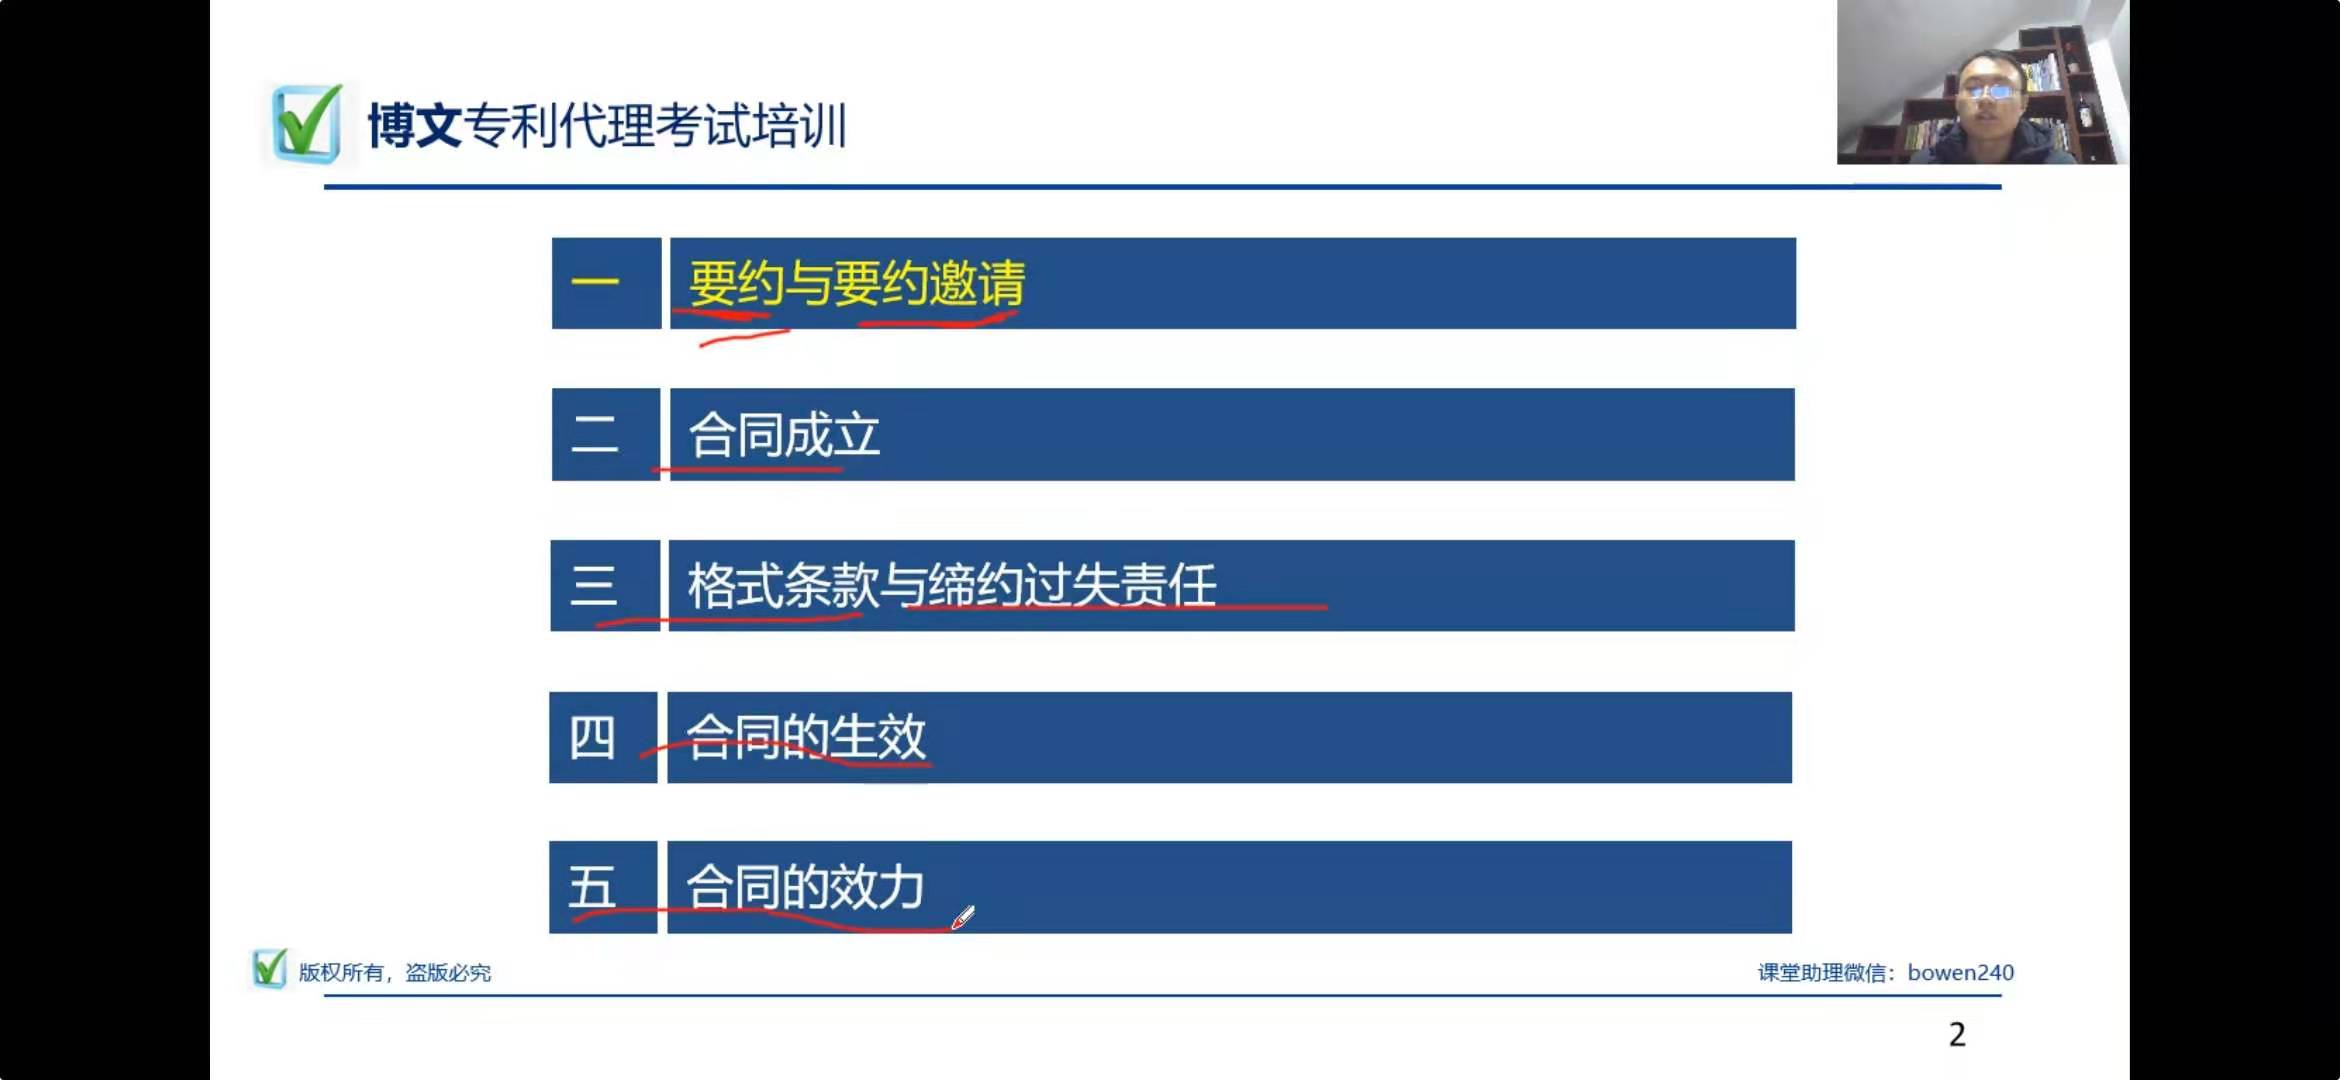 博文专利代理考试培训
一 要约与要约邀请
二 合同成立
三 格式条款与缔约过失责任
四 合同的生效
五 合同的效力
版权所有，盗版必究
课堂助理微信：bowen240
2